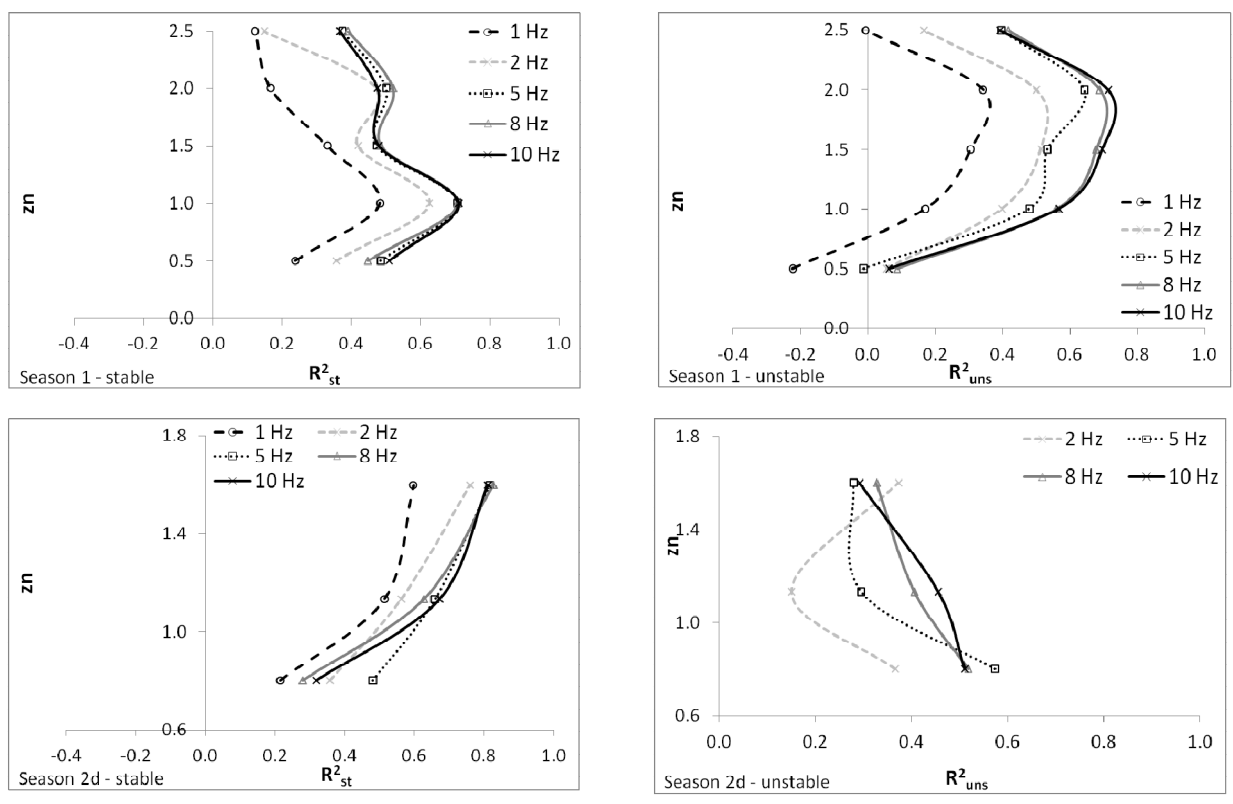 2.5
2.0
1.5
1.0
0.5
0.0
zn
1 Hz
2 Hz
5 Hz
8 Hz
10 Hz
-0.4 -0.2 0.0 0.2 0.4 0.6 0.8 1.0
Season 1 - stable
R²st
2.5
2.0
1.5
1.0
0.5
0.0
zn
1 Hz
2 Hz
5 Hz
8 Hz
10 Hz
-0.4 -0.2 0.0 0.2 0.4 0.6 0.8 1.0
Season 1 - unstable
R²uns
1 Hz 2 Hz
5 Hz 8 Hz
10 Hz
1.8
1.4
1.0
0.6
zn
-0.4 -0.2 0.0 0.2 0.4 0.6 0.8 1.0
Season 2d - stable
R²st
2 Hz 5 Hz
8 Hz 10 Hz
1.8
1.4
1.0
0.6
zn
0.0 0.2 0.4 0.6 0.8 1.0
Season 2d - unstable
R²uns